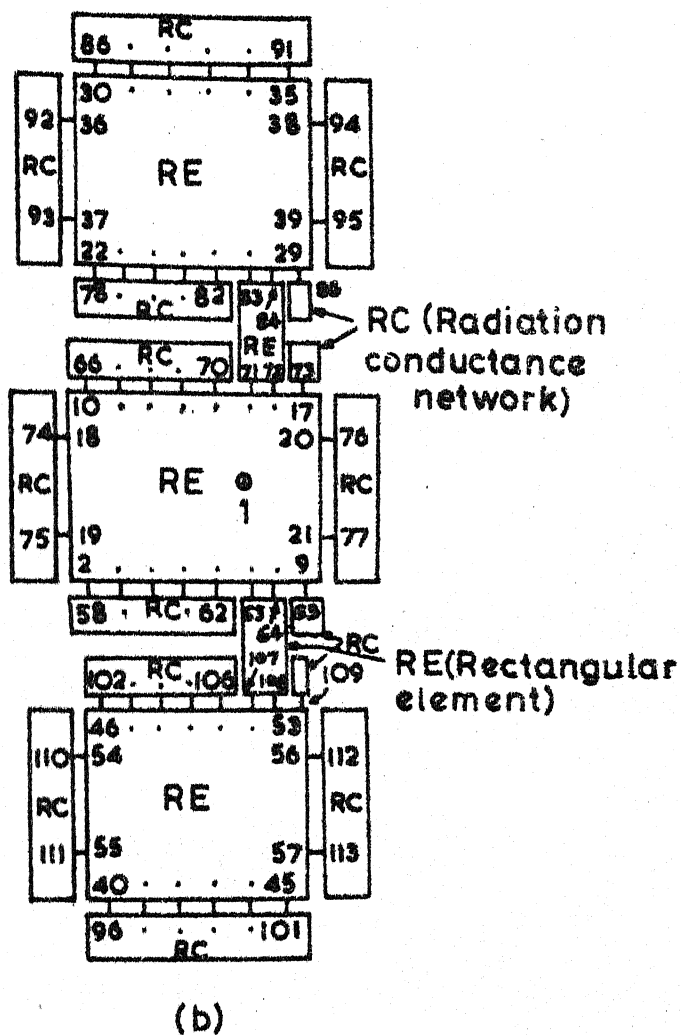 RC
86 . . . . 91
30 . . . . 35
92 36 38 94
RC RE RC
93 37 39 95
22 . . . . 29
78 . . 82 83 84 85
RC
RE
RC (Radiation
conductance
network)
RC
66 . . 70 71 72 73
10 . . . . 17
74 18 20 76
RC RE RC
1
75 19 21 77
2 . . . . 9
58 . RC . 62 63 64 65
RC
107
108
109
RE(Rectangular
element)
RC
102 . . 106
46 . . . . 53
110 54 56 112
RC RE RC
111 55 57 113
40 . . . . 45
96 . . . . 101
RC
(b)